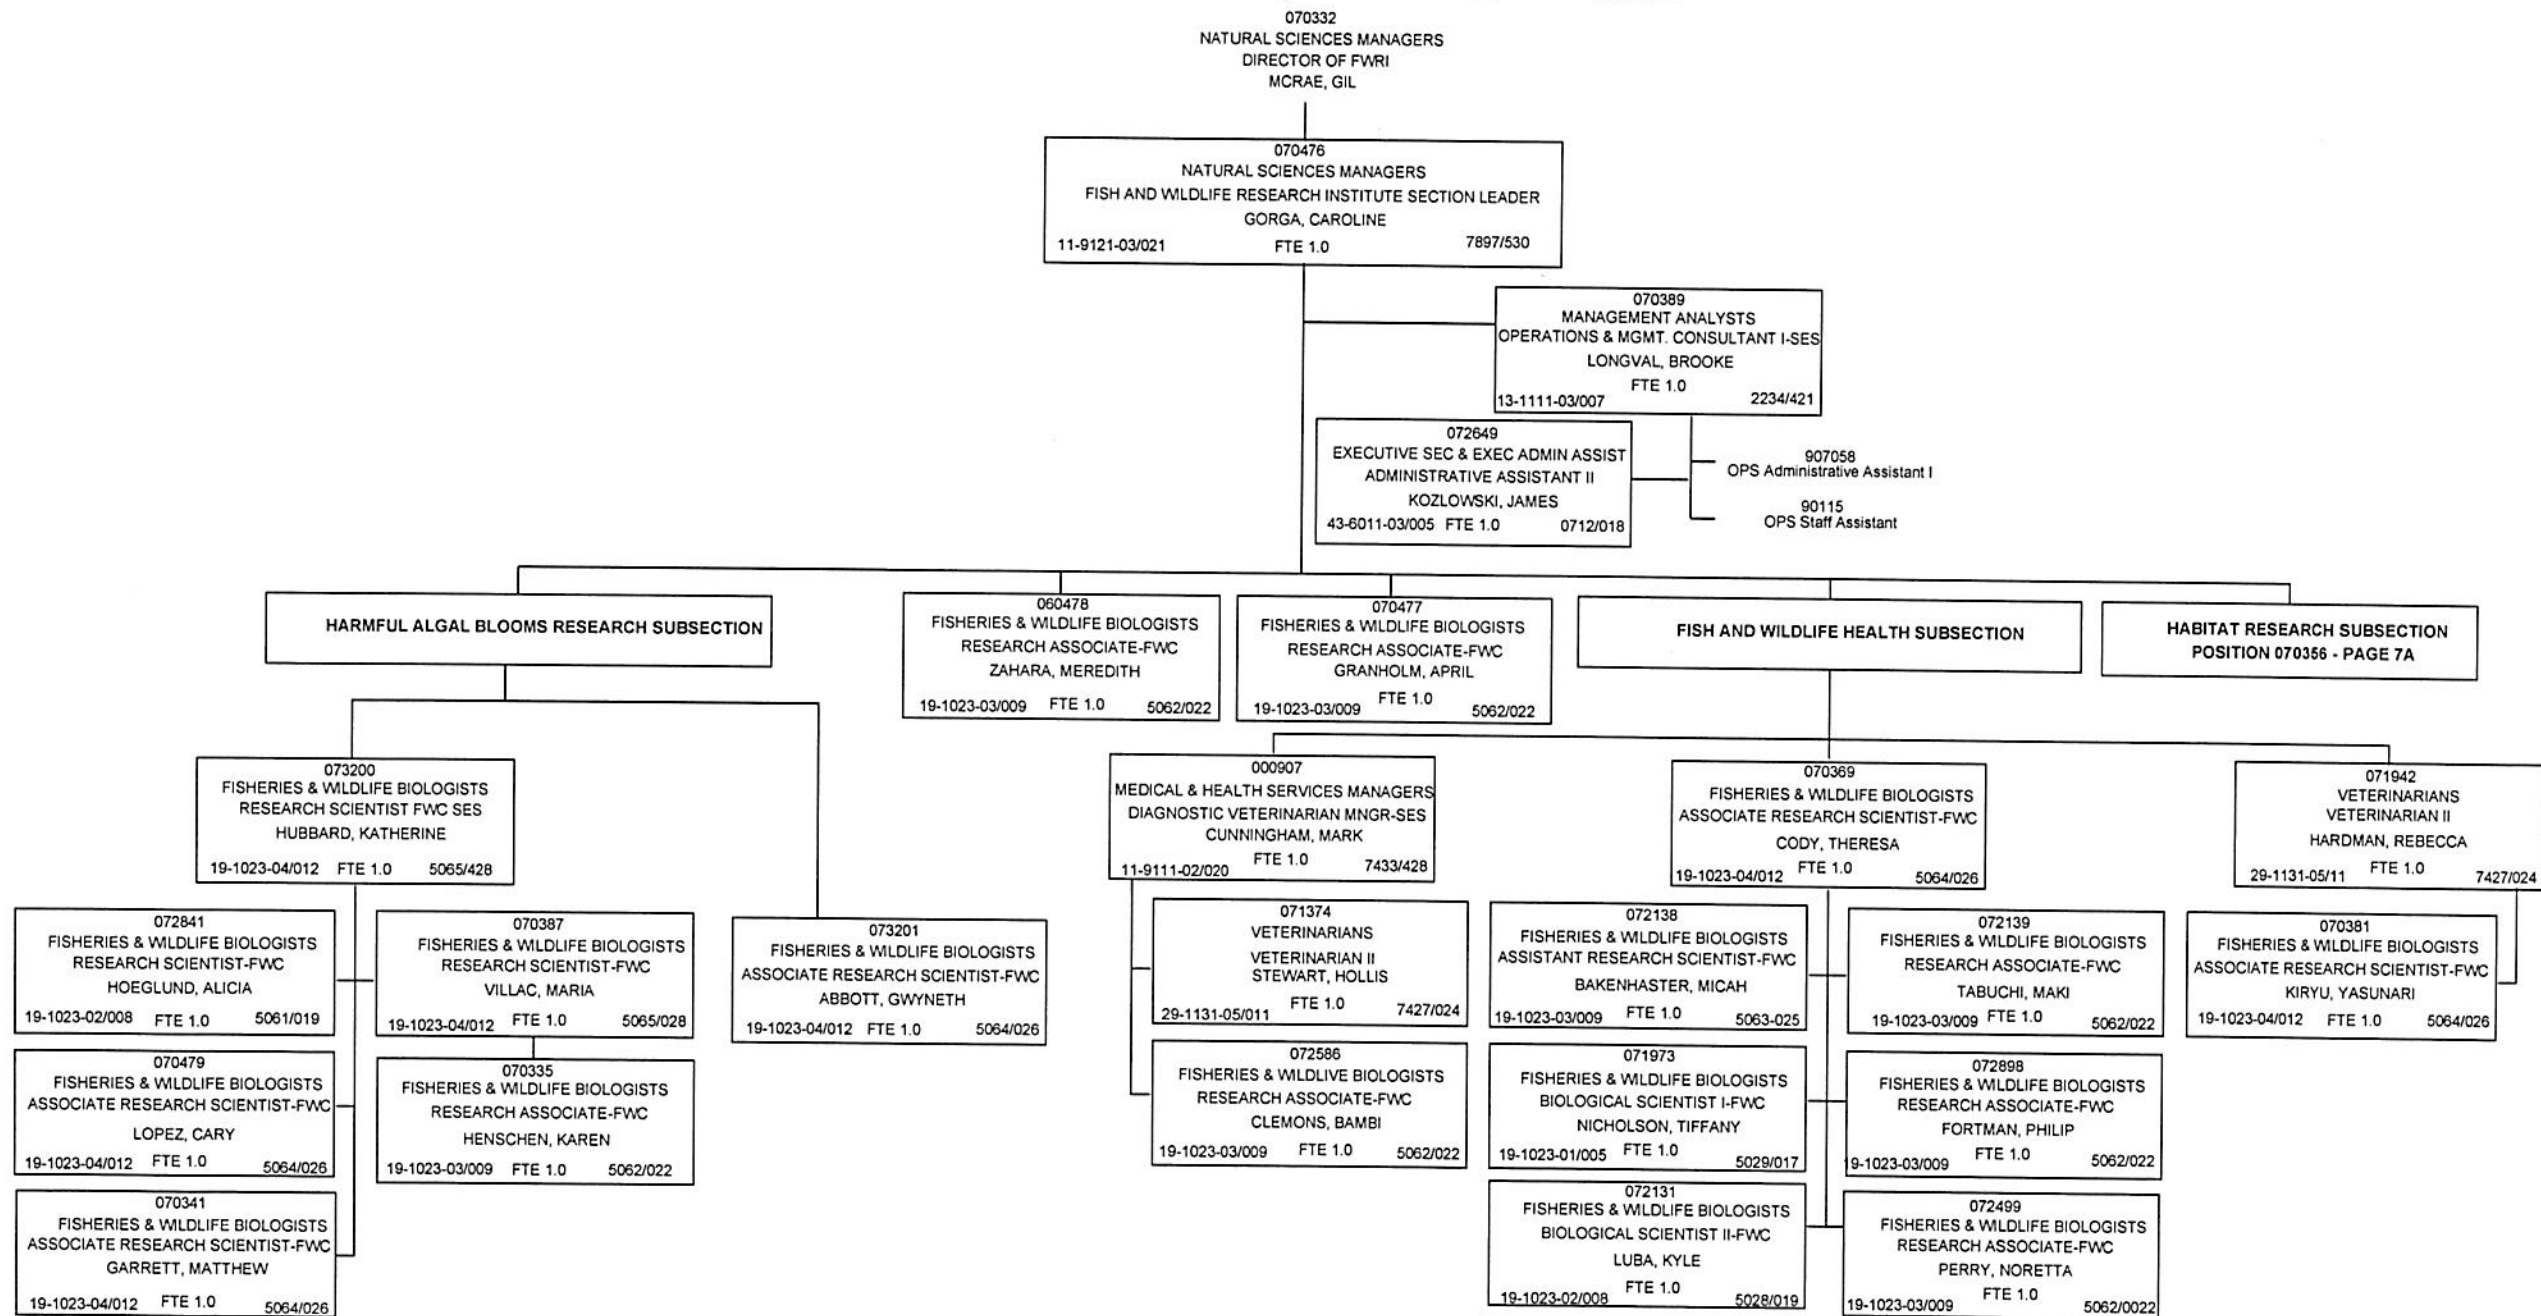 070332
NATURAL SCIENCES MANAGERS
DIRECTOR OF FWRI
MCRAE, GIL
070476
NATURAL SCIENCES MANAGERS
FISH AND WILDLIFE RESEARCH INSTITUTE SECTION LEADER
GORGA, CAROLINE
11-9121-03/021 FTE 1.0 7897/530
070389
MANAGEMENT ANALYSTS
OPERATIONS & MGMT. CONSULTANT I-SES
LONGVAL, BROOKE
FTE 1.0
13-1111-03/007 2234/421
072649
EXECUTIVE SEC & EXEC ADMIN ASSIST
ADMINISTRATIVE ASSISTANT II
KOZLOWSKI, JAMES
43-6011-03/005 FTE 1.0 0712/018
907058
OPS Administrative Assistant I
90115
OPS Staff Assistant
HARMFUL ALGAL BLOOMS RESEARCH SUBSECTION
060478
FISHERIES & WILDLIFE BIOLOGISTS
RESEARCH ASSOCIATE-FWC
ZAHARA, MEREDITH
19-1023-03/009 FTE 1.0 5062/022
070477
FISHERIES & WILDLIFE BIOLOGISTS
RESEARCH ASSOCIATE-FWC
GRANHOLM, APRIL
19-1023-03/009 FTE 1.0 5062/022
FISH AND WILDLIFE HEALTH SUBSECTION
HABITAT RESEARCH SUBSECTION
POSITION 070356 - PAGE 7A
073200
FISHERIES & WILDLIFE BIOLOGISTS
RESEARCH SCIENTIST FWC SES
HUBBARD, KATHERINE
19-1023-04/012 FTE 1.0 5065/428
000907
MEDICAL & HEALTH SERVICES MANAGERS
DIAGNOSTIC VETERINARIAN MNGR-SES
CUNNINGHAM, MARK
11-9111-02/020 FTE 1.0 7433/428
070369
FISHERIES & WILDLIFE BIOLOGISTS
ASSOCIATE RESEARCH SCIENTIST-FWC
CODY, THERESA
19-1023-04/012 FTE 1.0 5064/026
071942
VETERINARIANS
VETERINARIAN II
HARDMAN, REBECCA
29-1131-05/11 FTE 1.0 7427/024
072841
FISHERIES & WILDLIFE BIOLOGISTS
RESEARCH SCIENTIST-FWC
HOEGLUND, ALICIA
19-1023-02/008 FTE 1.0 5061/019
070387
FISHERIES & WILDLIFE BIOLOGISTS
RESEARCH SCIENTIST-FWC
VILLAC, MARIA
19-1023-04/012 FTE 1.0 5065/028
073201
FISHERIES & WILDLIFE BIOLOGISTS
ASSOCIATE RESEARCH SCIENTIST-FWC
ABBOTT, GWYNETH
19-1023-04/012 FTE 1.0 5064/026
071374
VETERINARIANS
VETERINARIAN II
STEWART, HOLLIS
29-1131-05/011 FTE 1.0 7427/024
072138
FISHERIES & WILDLIFE BIOLOGISTS
ASSISTANT RESEARCH SCIENTIST-FWC
BAKENHASTER, MICAH
19-1023-03/009 FTE 1.0 5063-025
072139
FISHERIES & WILDLIFE BIOLOGISTS
RESEARCH ASSOCIATE-FWC
TABUCHI, MAKI
19-1023-03/009 FTE 1.0 5062/022
070381
FISHERIES & WILDLIFE BIOLOGISTS
ASSOCIATE RESEARCH SCIENTIST-FWC
KIRYU, YASUNARI
19-1023-04/012 FTE 1.0 5064/026
070479
FISHERIES & WILDLIFE BIOLOGISTS
ASSOCIATE RESEARCH SCIENTIST-FWC
LOPEZ, CARY
19-1023-04/012 FTE 1.0 5064/026
070335
FISHERIES & WILDLIFE BIOLOGISTS
RESEARCH ASSOCIATE-FWC
HENSCHEN, KAREN
19-1023-03/009 FTE 1.0 5062/022
072586
FISHERIES & WILDLIVE BIOLOGISTS
RESEARCH ASSOCIATE-FWC
CLEMONS, BAMBI
19-1023-03/009 FTE 1.0 5062/022
071973
FISHERIES & WILDLIFE BIOLOGISTS
BIOLOGICAL SCIENTIST I-FWC
NICHOLSON, TIFFANY
19-1023-01/005 FTE 1.0 5029/017
072898
FISHERIES & WILDLIFE BIOLOGISTS
RESEARCH ASSOCIATE-FWC
FORTMAN, PHILIP
19-1023-03/009 FTE 1.0 5062/022
070341
FISHERIES & WILDLIFE BIOLOGISTS
ASSOCIATE RESEARCH SCIENTIST-FWC
GARRETT, MATTHEW
19-1023-04/012 FTE 1.0 5064/026
072131
FISHERIES & WILDLIFE BIOLOGISTS
BIOLOGICAL SCIENTIST II-FWC
LUBA, KYLE
19-1023-02/008 FTE 1.0 5028/019
072499
FISHERIES & WILDLIFE BIOLOGISTS
RESEARCH ASSOCIATE-FWC
PERRY, NORETTA
19-1023-03/009 FTE 1.0 5062/0022